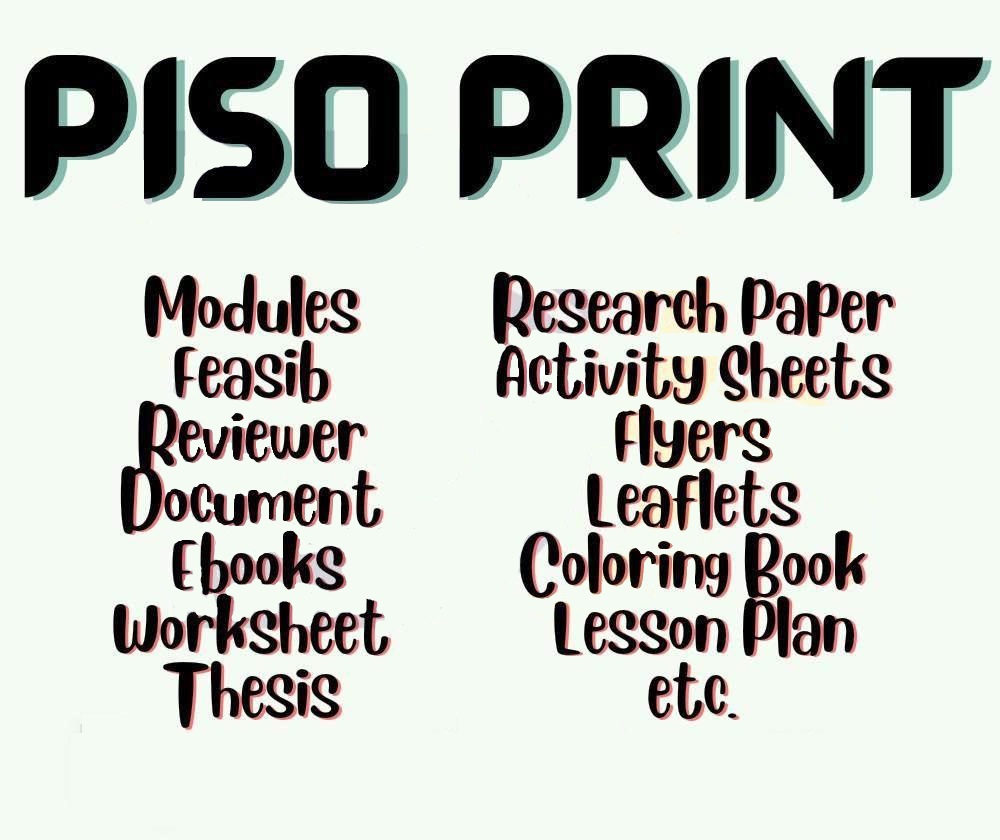 PISO PRINT
Modules
Feasib
Reviewer
Document
Ebooks
Worksheet
Thesis
Research Paper
Activity Sheets
Flyers
Leaflets
Coloring Book
Lesson Plan
etc.